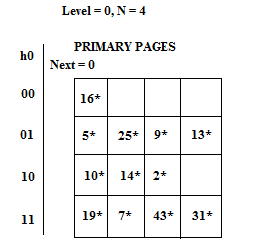 Level = 0, N = 4
PRIMARY PAGES
h0
Next = 0
00
16*
01
5* 25* 9* 13*
10
10* 14* 2*
11
19* 7* 43* 31*